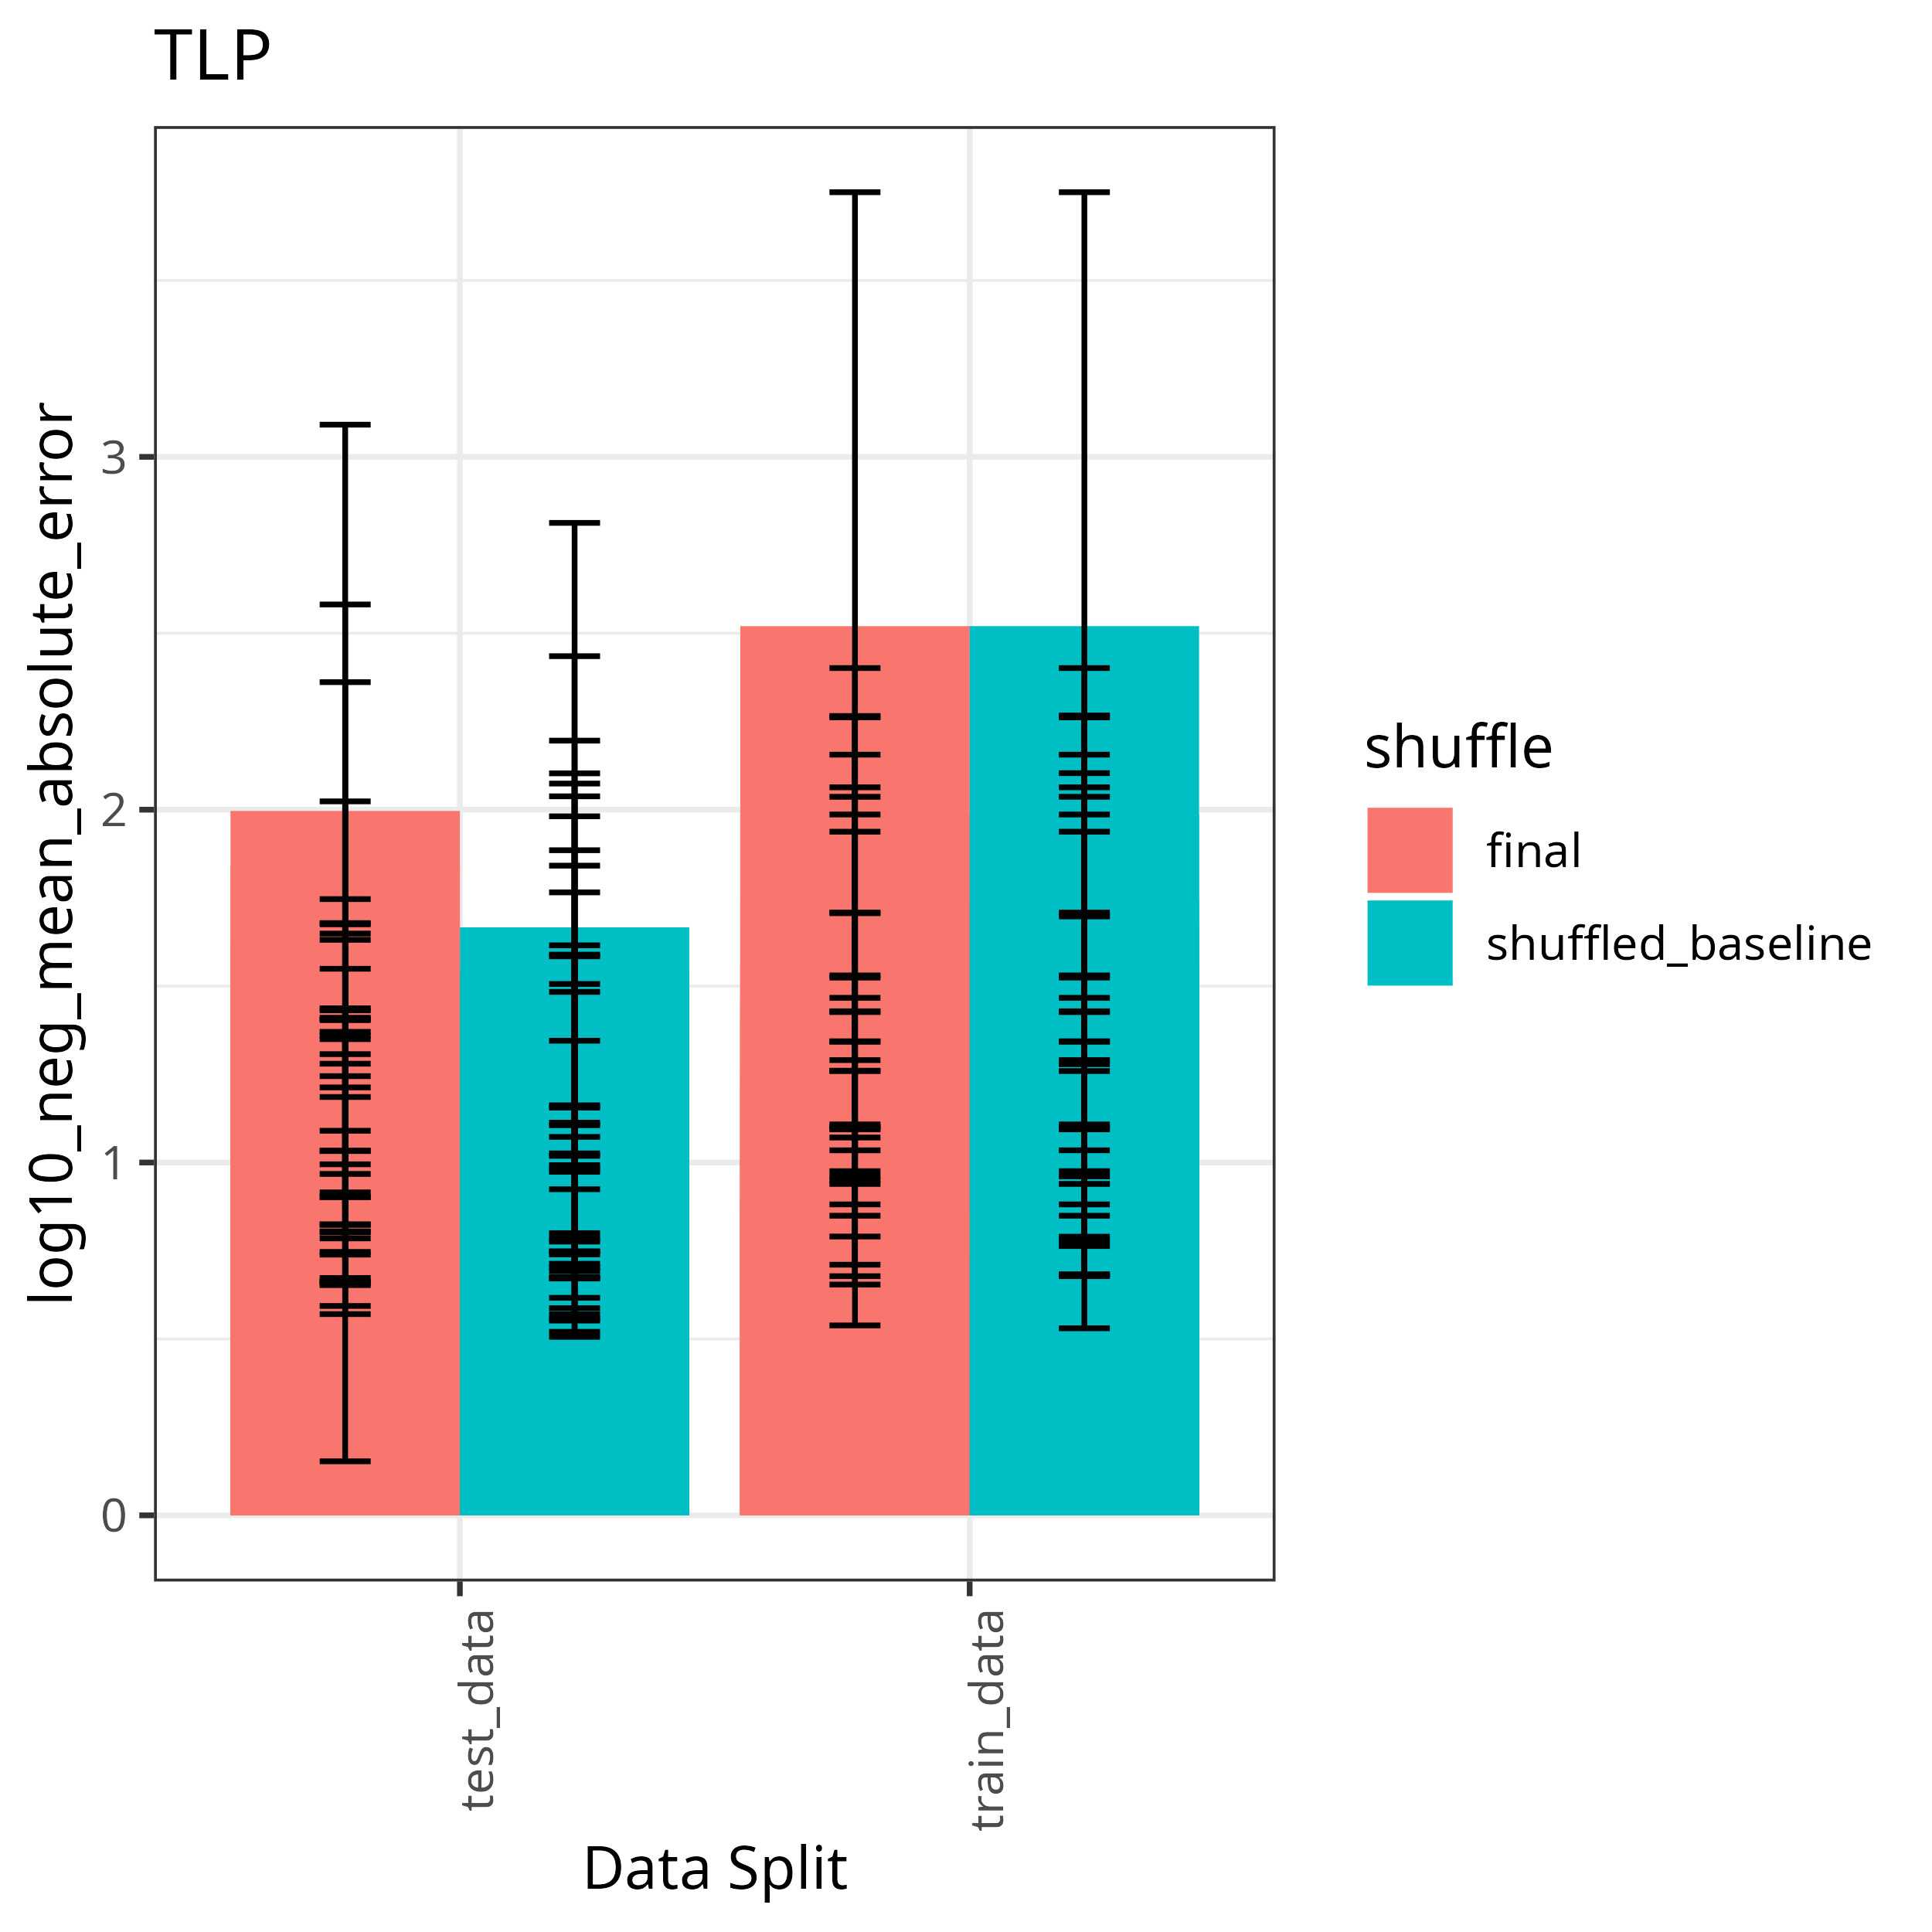 TLP
log10_neg_mean_absolute_error
3
2
1
0
test_data
train_data
Data Split
shuffle
final
shuffled_baseline